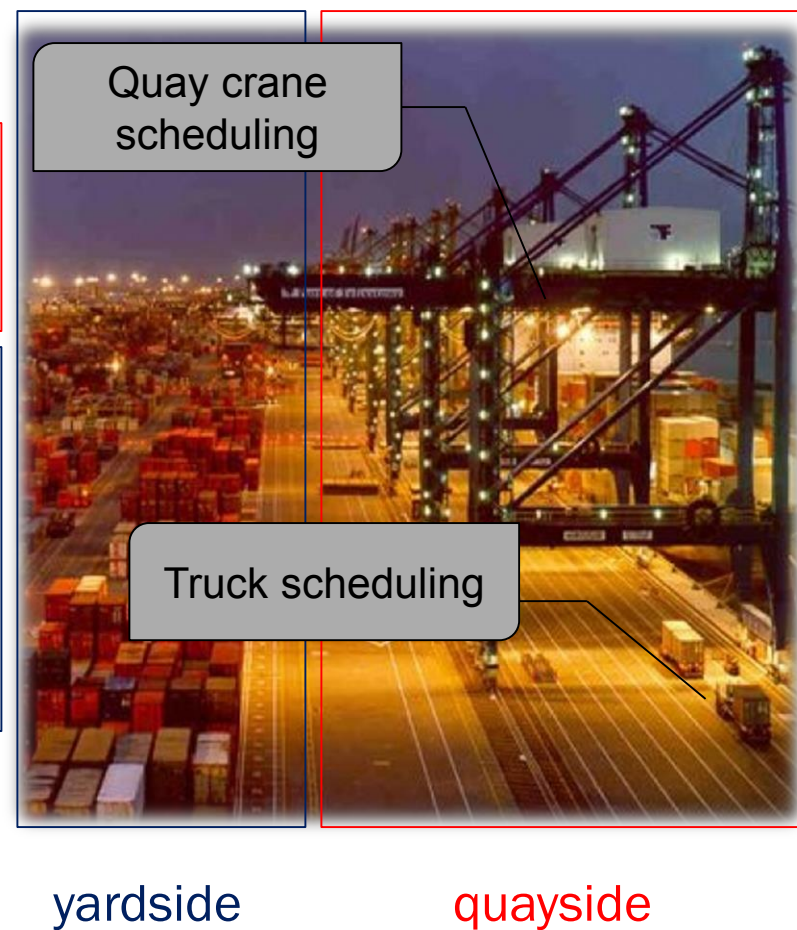 Quay crane
scheduling
Truck scheduling
yardside
quayside